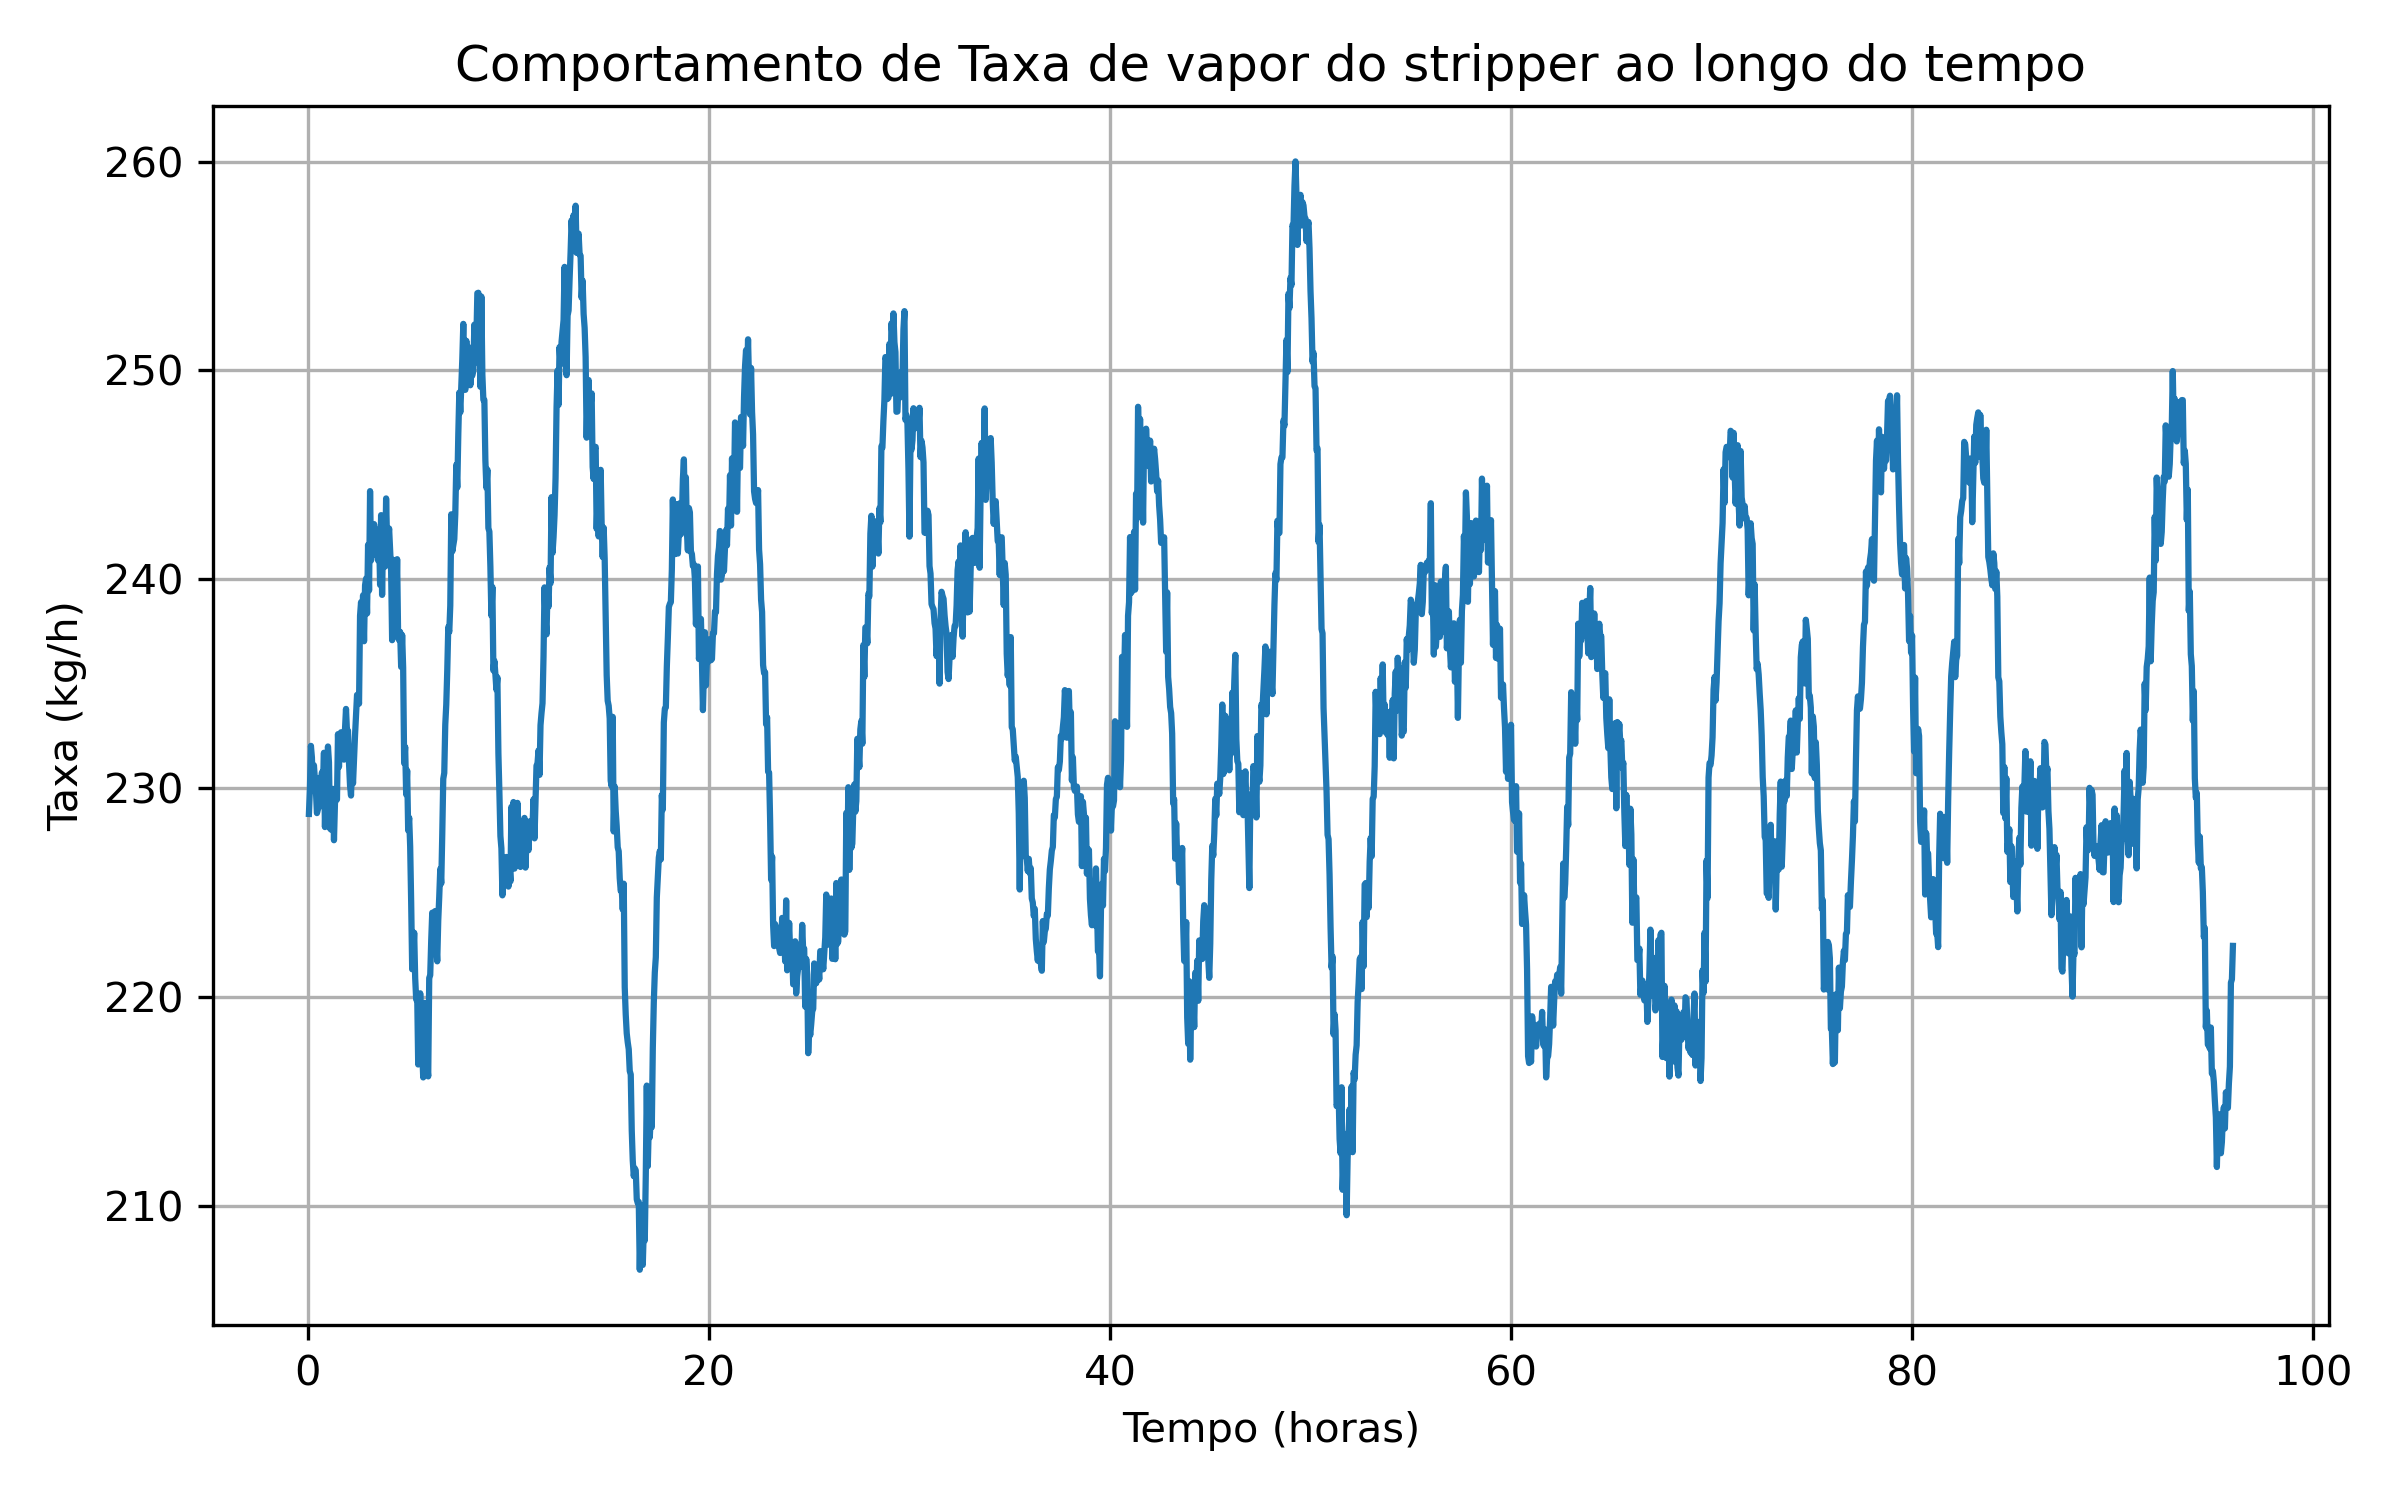 Comportamento de Taxa de vapor do stripper ao longo do tempo
Taxa (kg/h)
260
250
240
230
220
210
0 20 40 60 80 100
Tempo (horas)